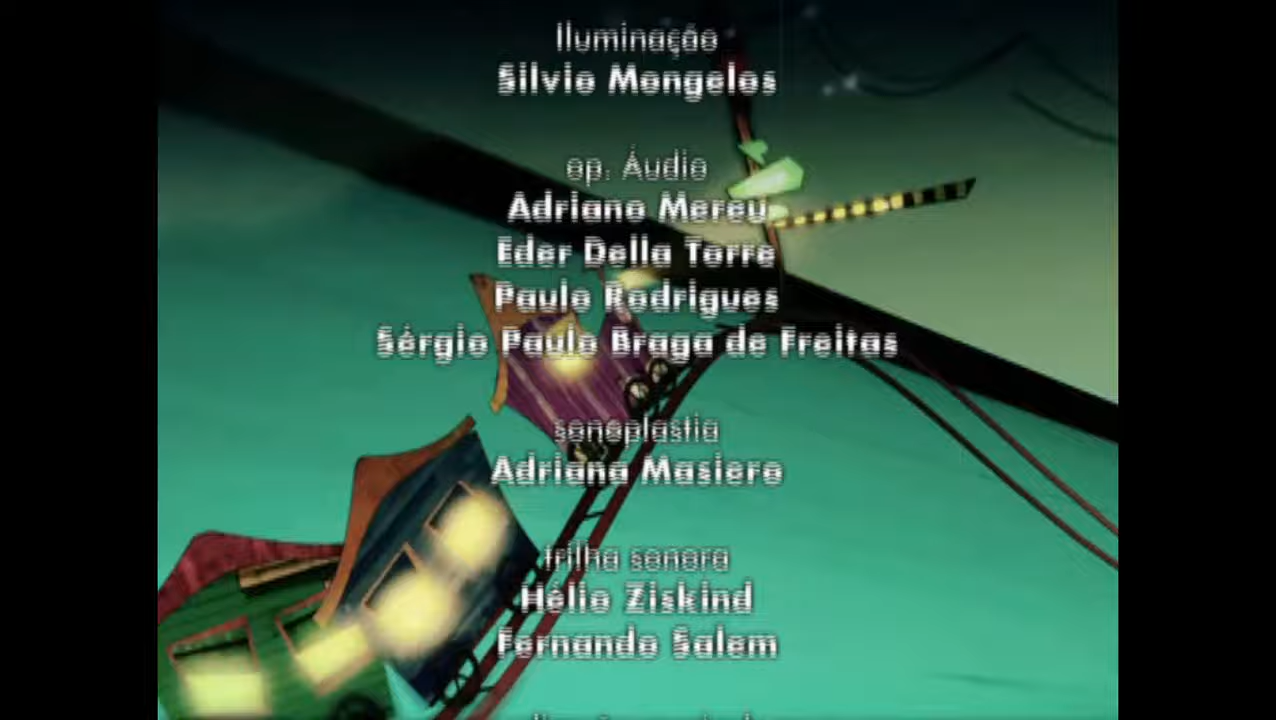 Iluminação
Silvio Mongelos
op. Áudio
Adriano Mereu
Eder Della Torre
Paulo Rodrigues
Sérgio Paulo Braga de Freitas
sonoplastia
Adriana Masiero
trilha sonora
Hélio Ziskind
Fernando Salem